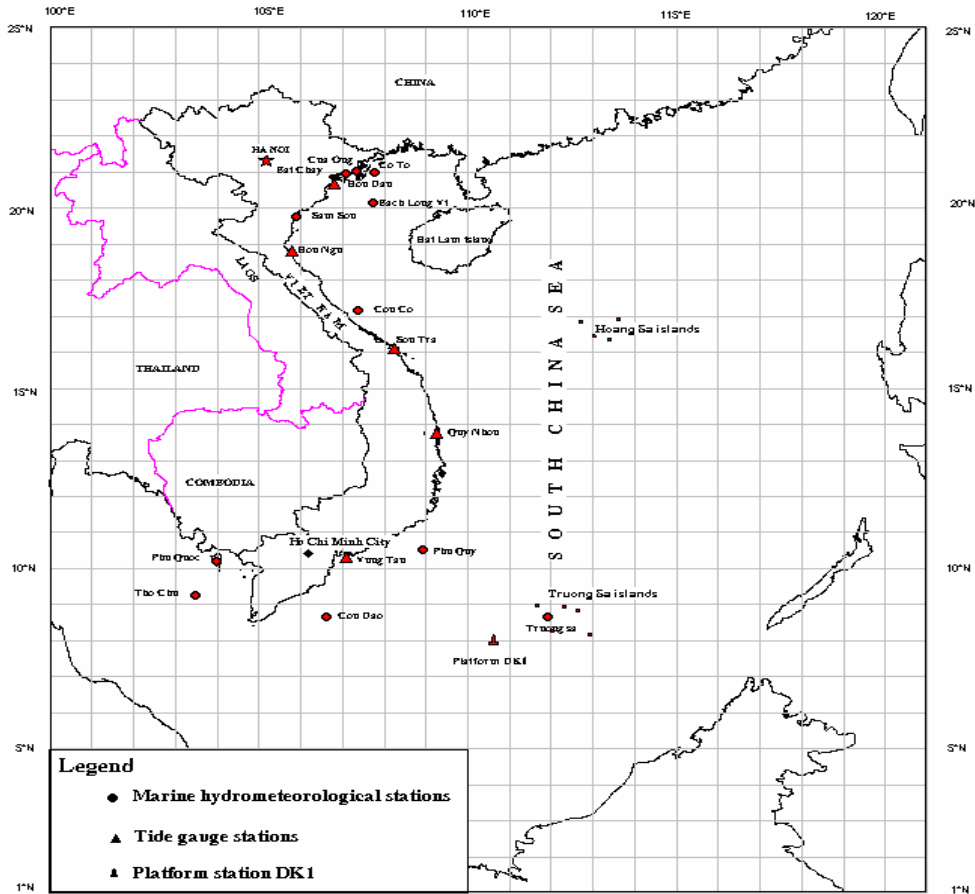 100°E 105°E 110°E 115°E 120°E
25°N 25°N
CHINA
HANOI
Cua Ong
Co To
Bai Chay
Hon Dau
Bach Long Vi
20°N 20°N
Sam Son
Hai Lam Island
Hon Ngu
LAOS
VIET NAM
Con Co
Hoang Sa islands
Son Tra
THAILAND
15°N 15°N
Quy Nhon
SOUTH CHINA SEA
COMBODIA
Ho Chi Minh City
Phu Quoc
Vung Tau
Phu Quy
10°N 10°N
Tho Chu
Truong Sa islands
Con Dao
Truong sa
Platform DK1
5°N 5°N
Legend
Marine hydrometeorological stations
Tide gauge stations
Platform station DK1
1°N 1°N